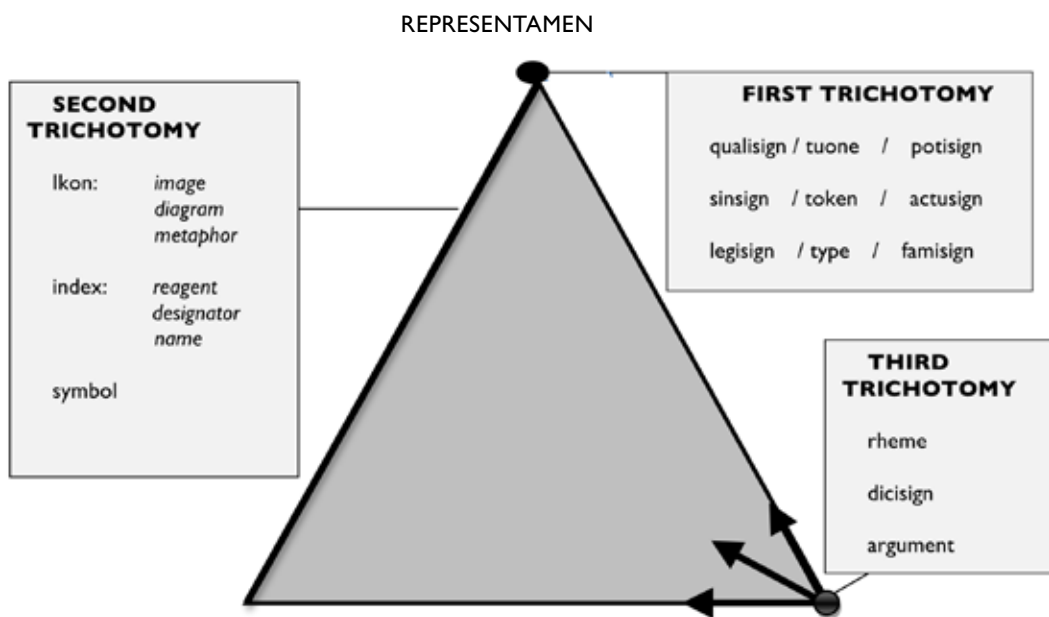 REPRESENTAMEN
SECOND
TRICHOTOMY
Ikon: image
diagram
metaphor
index: reagent
designator
name
symbol
FIRST TRICHOTOMY
qualisign / tuone / potisign
sinsign / token / actusign
legisign / type / famisign
THIRD
TRICHOTOMY
rheme
dicisign
argument